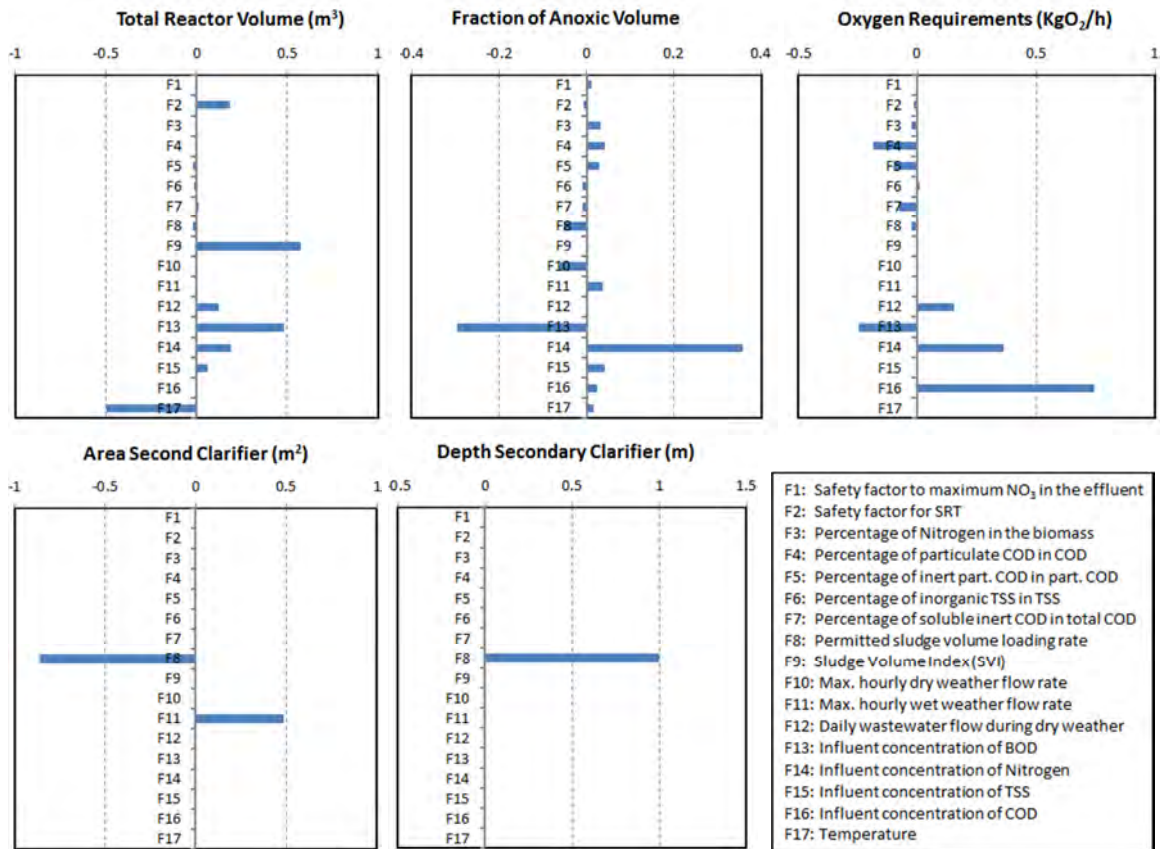 Total Reactor Volume (m³)
-1 -0.5 0 0.5 1
F1
F2
F3
F4
F5
F6
F7
F8
F9
F10
F11
F12
F13
F14
F15
F16
F17
Fraction of Anoxic Volume
-0.4 -0.2 0 0.2 0.4
F1
F2
F3
F4
F5
F6
F7
F8
F9
F10
F11
F12
F13
F14
F15
F16
F17
Oxygen Requirements (KgO₂/h)
-0.5 0 0.5 1
F1
F2
F3
F4
F5
F6
F7
F8
F9
F10
F11
F12
F13
F14
F15
F16
F17
Area Second Clarifier (m²)
-1 -0.5 0 0.5 1
F1
F2
F3
F4
F5
F6
F7
F8
F9
F10
F11
F12
F13
F14
F15
F16
F17
Depth Secondary Clarifier (m)
0.5 0 0.5 1 1.5
F1
F2
F3
F4
F5
F6
F7
F8
F9
F10
F11
F12
F13
F14
F15
F16
F17
F1: Safety factor to maximum NO₃ in the effluent
F2: Safety factor for SRT
F3: Percentage of Nitrogen in the biomass
F4: Percentage of particulate COD in COD
F5: Percentage of inert part. COD in part. COD
F6: Percentage of inorganic TSS in TSS
F7: Percentage of soluble inert COD in total COD
F8: Permitted sludge volume loading rate
F9: Sludge Volume Index (SVI)
F10: Max. hourly dry weather flow rate
F11: Max. hourly wet weather flow rate
F12: Daily wastewater flow during dry weather
F13: Influent concentration of BOD
F14: Influent concentration of Nitrogen
F15: Influent concentration of TSS
F16: Influent concentration of COD
F17: Temperature